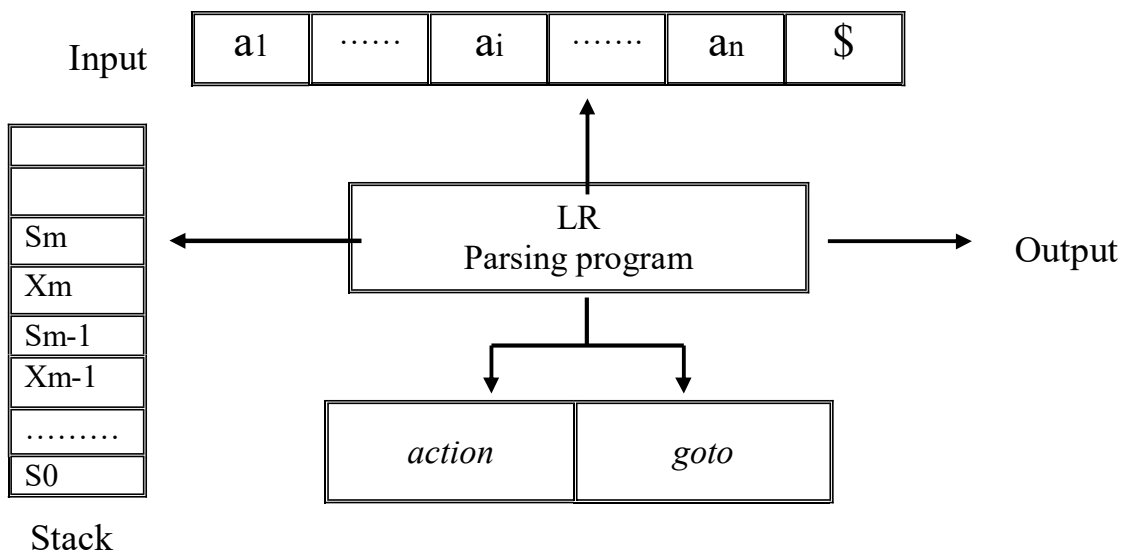 Input
a1 ...... ai ....... an $
Sm
Xm
Sm-1
Xm-1
.........
S0
Stack
LR
Parsing program
Output
action goto